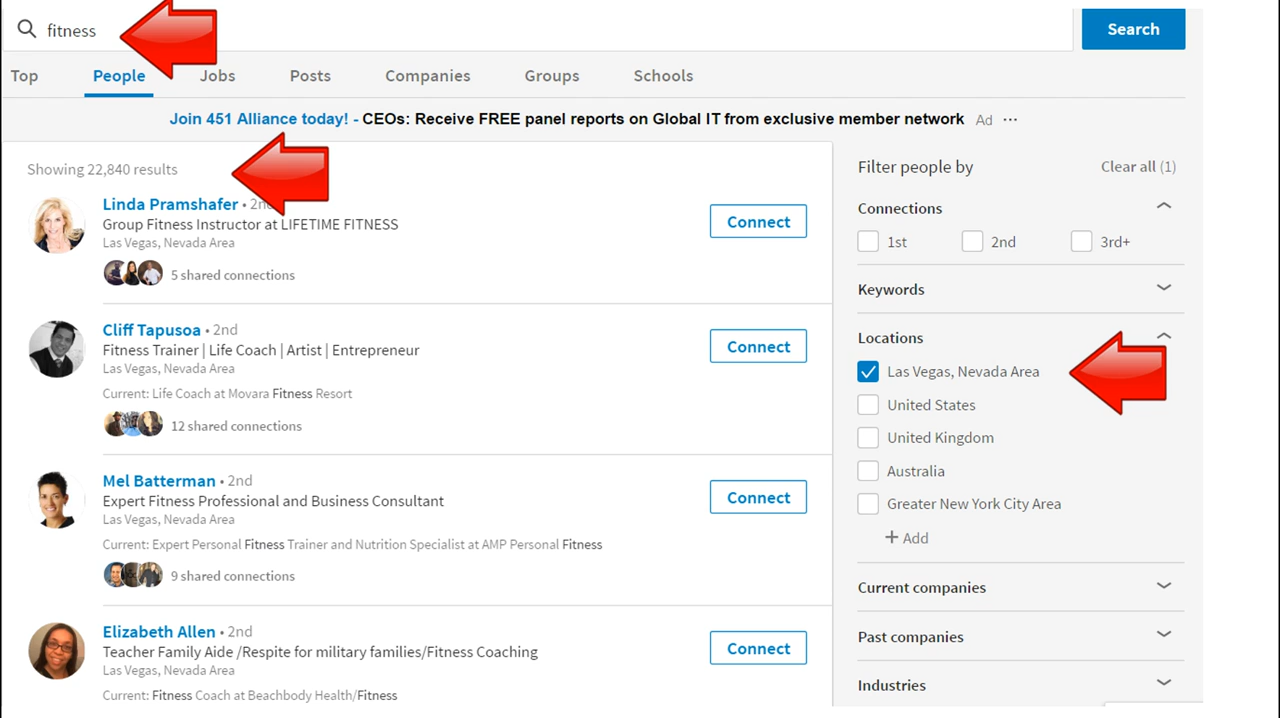 fitness
Search
Top People Jobs Posts Companies Groups Schools
Join 451 Alliance today! - CEOs: Receive FREE panel reports on Global IT from exclusive member network Ad ···
Showing 22,840 results
Linda Pramshafer • 2nd
Group Fitness Instructor at LIFETIME FITNESS
Las Vegas, Nevada Area
5 shared connections
Connect
Cliff Tapusoa • 2nd
Fitness Trainer | Life Coach | Artist | Entrepreneur
Las Vegas, Nevada Area
Current: Life Coach at Movara Fitness Resort
12 shared connections
Connect
Mel Batterman • 2nd
Expert Fitness Professional and Business Consultant
Las Vegas, Nevada Area
Current: Expert Personal Fitness Trainer and Nutrition Specialist at AMP Personal Fitness
9 shared connections
Connect
Elizabeth Allen • 2nd
Teacher Family Aide /Respite for military families/Fitness Coaching
Las Vegas, Nevada Area
Current: Fitness Coach at Beachbody Health/Fitness
Connect
Filter people by Clear all (1)
Connections
1st 2nd 3rd+
Keywords
Locations
Las Vegas, Nevada Area
United States
United Kingdom
Australia
Greater New York City Area
+ Add
Current companies
Past companies
Industries